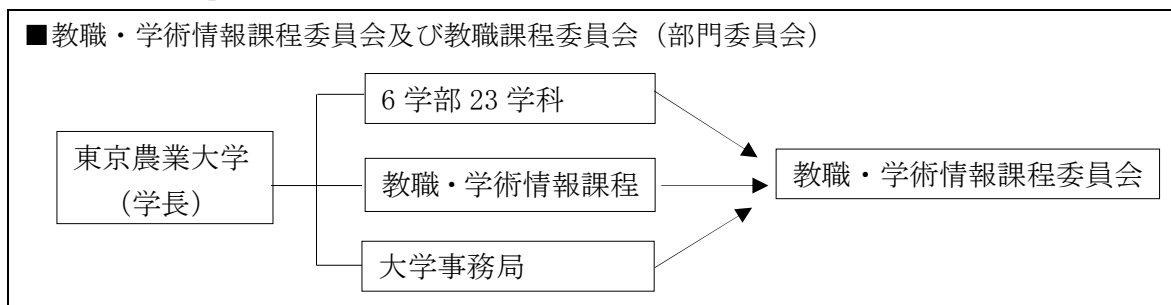 ■教職・学術情報課程委員会及び教職課程委員会（部門委員会）
6 学部 23 学科
東京農業大学
（学長）
教職・学術情報課程
教職・学術情報課程委員会
大学事務局